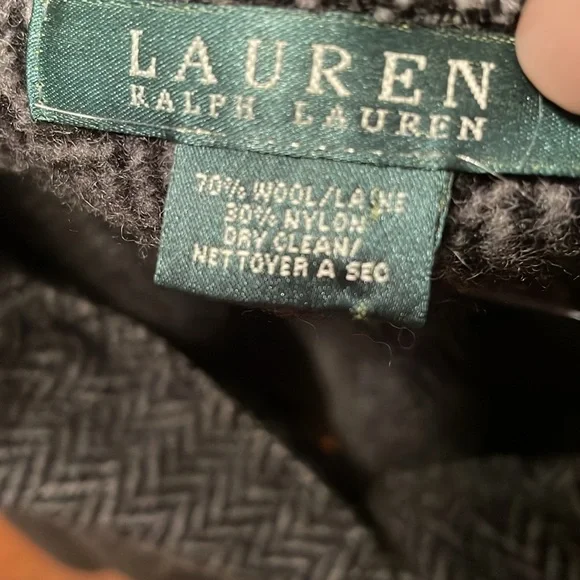 LAUREN
RALPH LAUREN
70% WOOL/LAINE
30% NYLON
DRY CLEAN/
NETTOYER A SEC